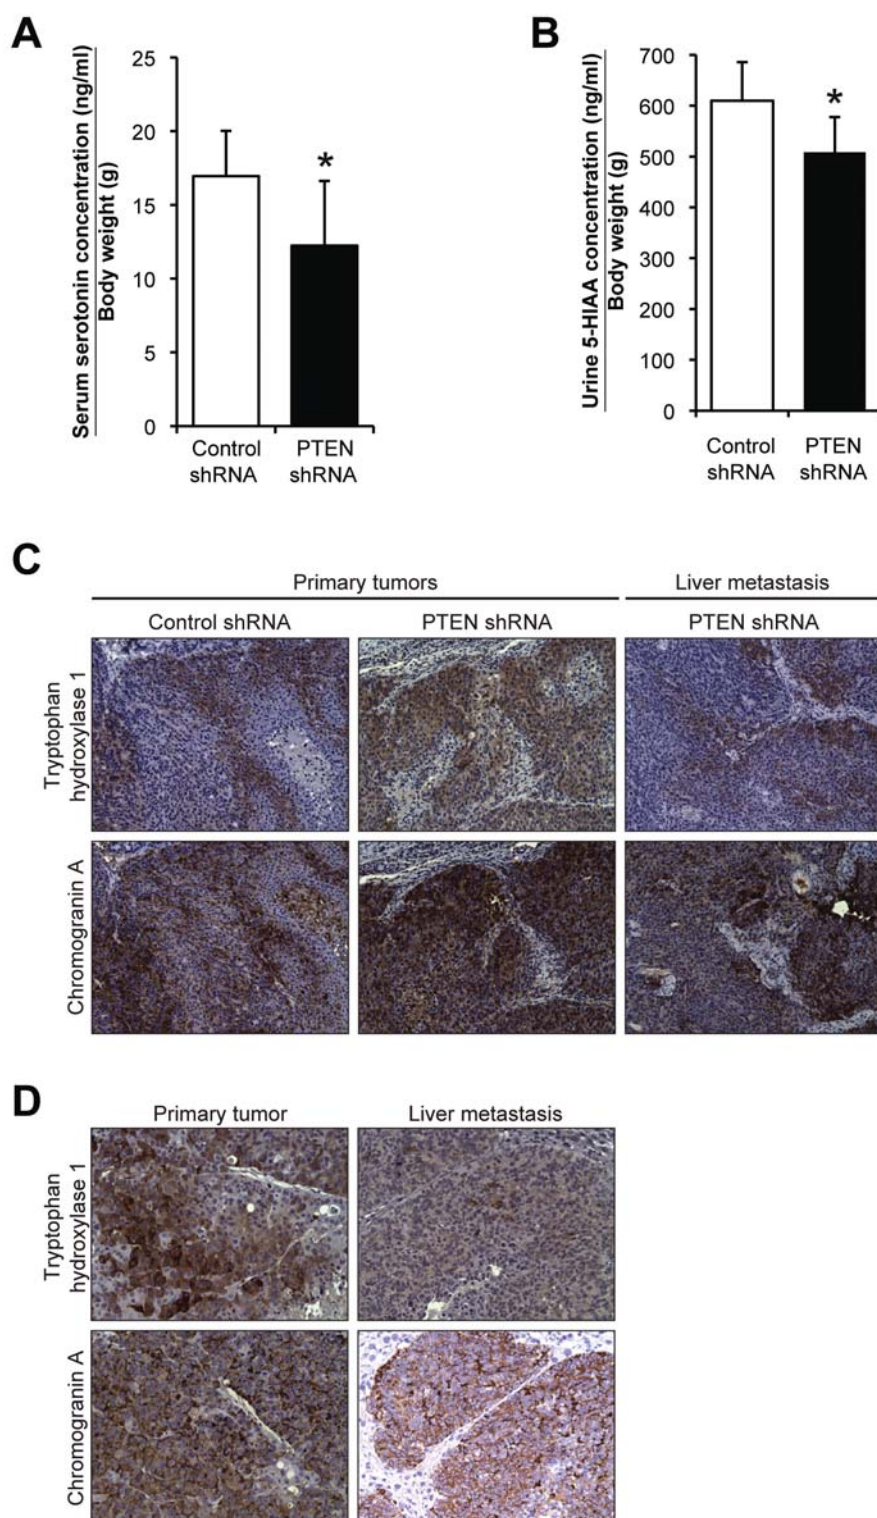 A
Serum serotonin concentration (ng/ml)
Body weight (g)
25
20
15
10
5
0
*
Control
shRNA
PTEN
shRNA
B
Urine 5-HIAA concentration (ng/ml)
Body weight (g)
700
600
500
400
300
200
100
0
*
Control
shRNA
PTEN
shRNA
C
Primary tumors
Liver metastasis
Control shRNA
PTEN shRNA
PTEN shRNA
Tryptophan
hydroxylase 1
Chromogranin A
D
Primary tumor
Liver metastasis
Tryptophan
hydroxylase 1
Chromogranin A